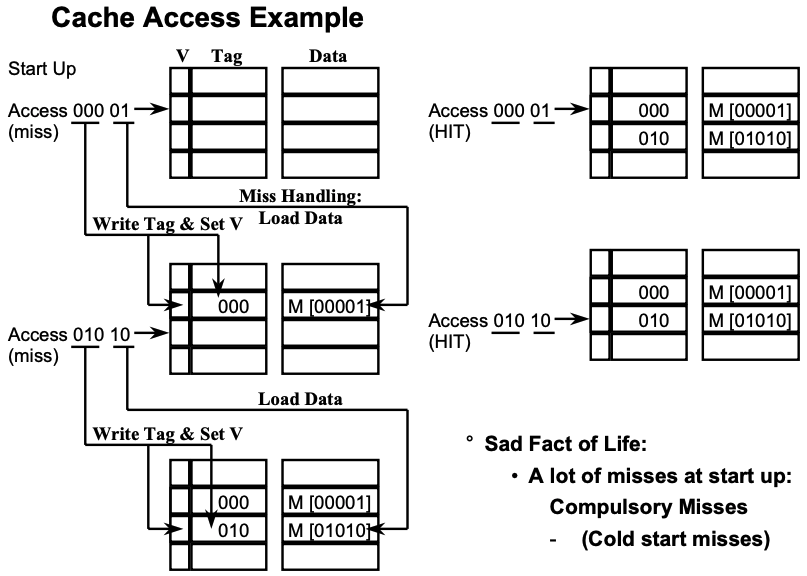 Cache Access Example
V Tag Data
Start Up
Access 000 01
(miss)
Miss Handling:
Load Data
Write Tag & Set V
000 M [00001]
Access 010 10
(miss)
Load Data
Write Tag & Set V
000 M [00001]
010 M [01010]
Access 000 01
(HIT)
000 M [00001]
010 M [01010]
Access 010 10
(HIT)
000 M [00001]
010 M [01010]
° Sad Fact of Life:
• A lot of misses at start up:
Compulsory Misses
- (Cold start misses)